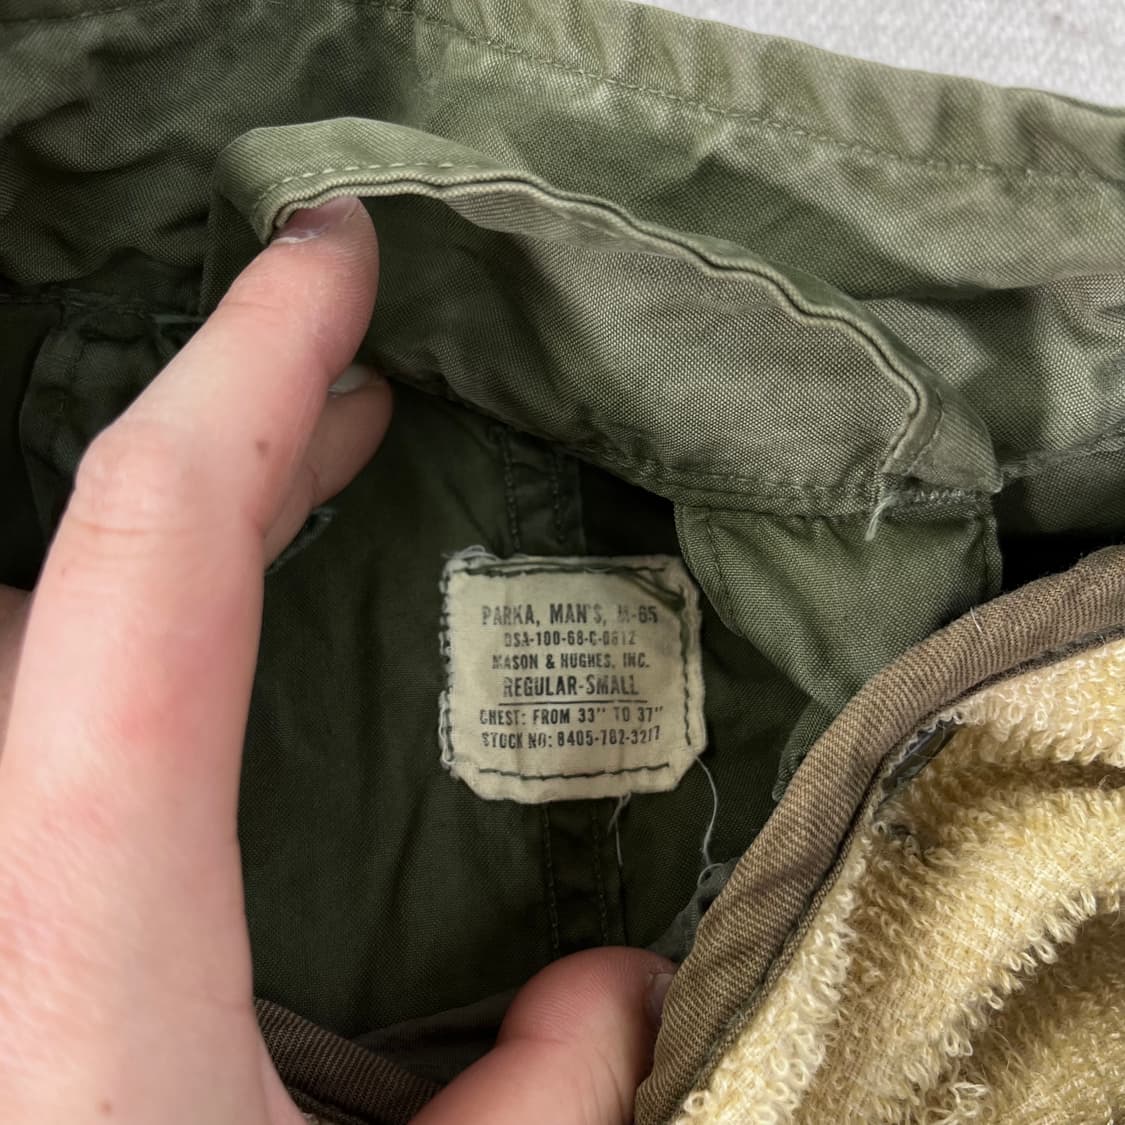 PARKA, MAN'S, M-65
DSA-100-68-C-0812
MASON & HUGHES, INC.
REGULAR-SMALL
CHEST: FROM 33" TO 37"
STOCK NO: 8405-782-3217